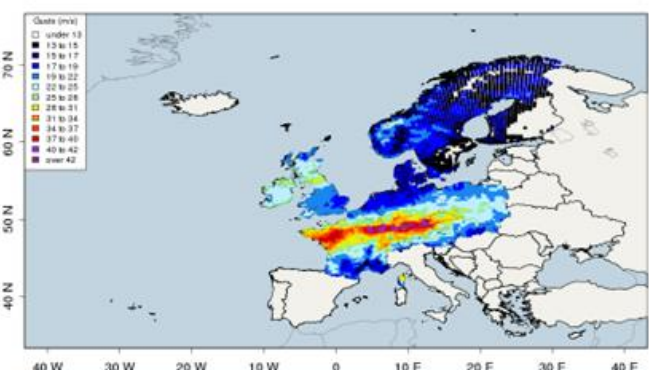 Gusts (m/s)
under 13
13 to 15
15 to 17
17 to 19
19 to 22
22 to 25
25 to 28
28 to 31
31 to 34
34 to 37
37 to 40
40 to 42
over 42
70 N
60 N
50 N
40 N
40 W 30 W 20 W 10 W 0 10 E 20 E 30 E 40 E